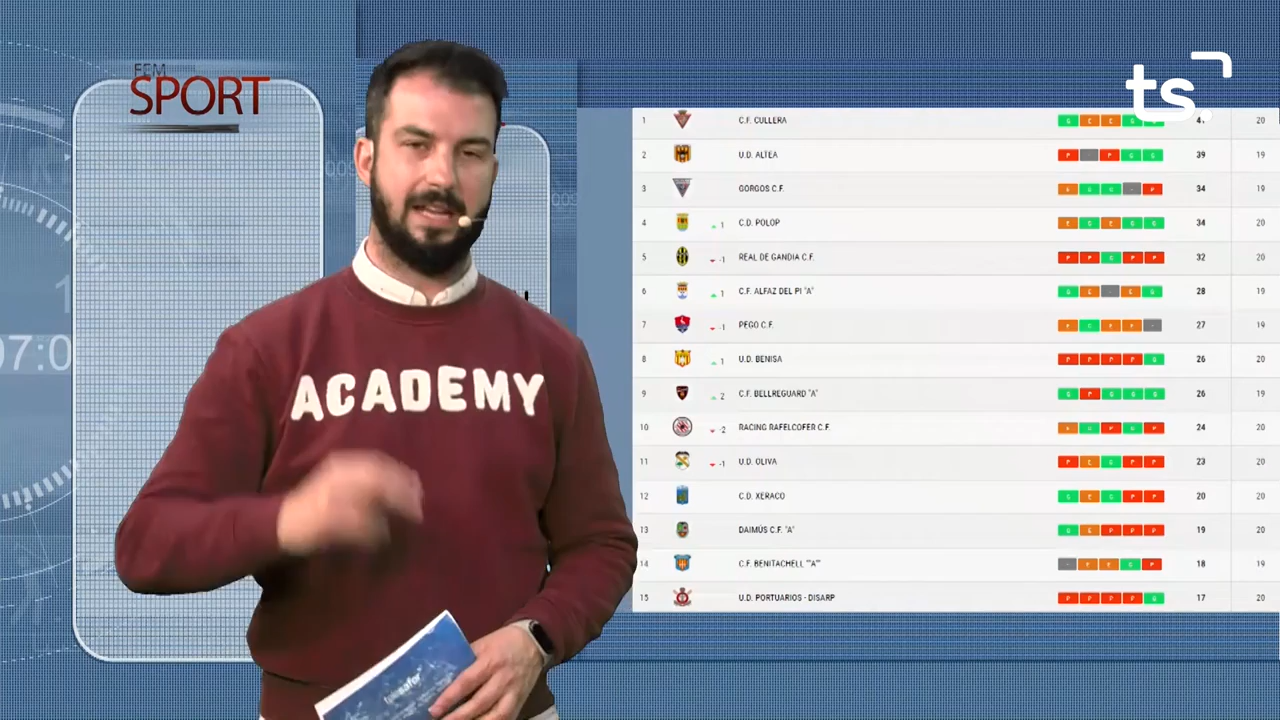 FEM
SPORT
ts.
ACADEMY
07:0
1 C.F. CULLERA 20
2 U.D. ALTEA P P G G 39 19
3 GORGOS C.F. E G G - P 34
4 1 C.D. POLOP E G E G G 34 20
5 -1 REAL DE GANDIA C.F. P P G P P 32 20
6 1 C.F. ALFAZ DEL PI "A" G E - E G 28 19
7 -1 PEGO C.F. E G E E - 27 19
8 1 U.D. BENISA P P P P G 26 20
9 2 C.F. BELLREGUARD "A" G P G G G 26 19
10 -2 RACING RAFELCOFER C.F. E G P G P 24 20
11 -1 U.D. OLIVA P E G P P 23 20
12 C.D. XERACO G E G P P 20 20
13 DAIMÚS C.F. "A" G E P P P 19 20
14 C.F. BENITACHELL ""A"" - E E G P 18 19
15 U.D. PORTUARIOS - DISARP P P P P G 17 20